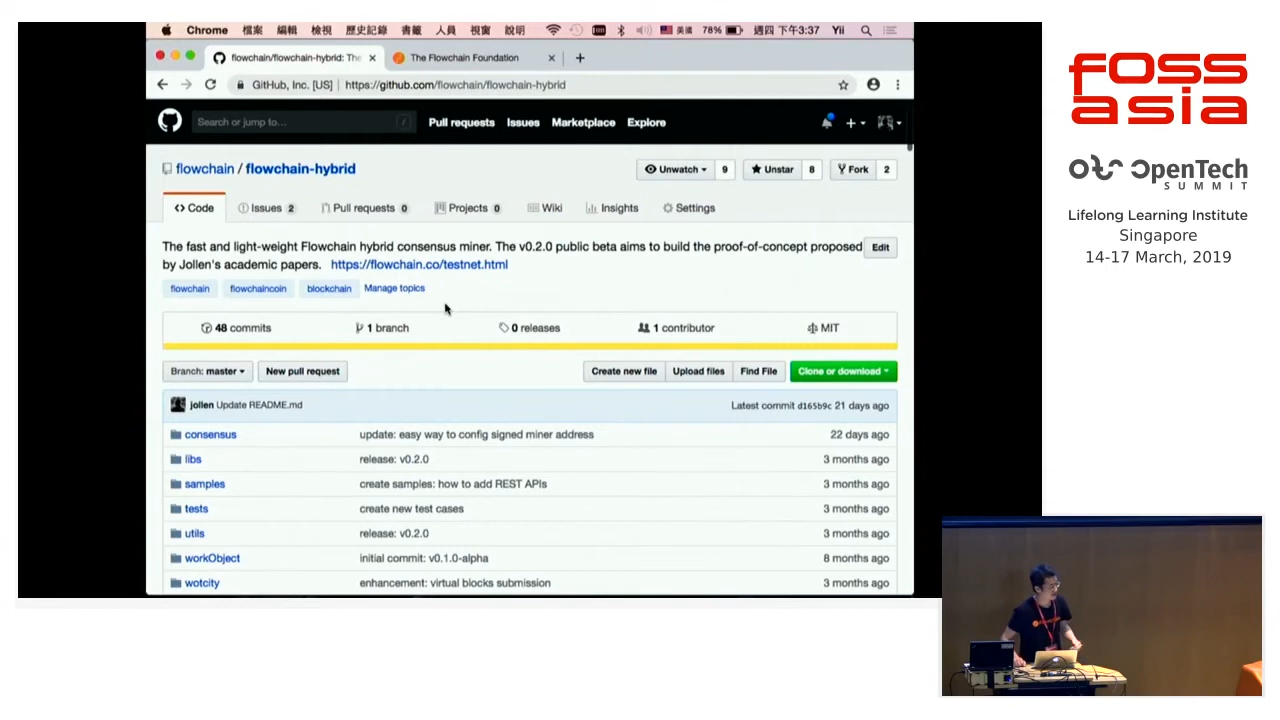 Chrome 檔案 編輯 檢視 歷史記錄 書籤 人員 視窗 說明 美國 78% 週四 下午3:37 Yii
flowchain/flowchain-hybrid: The
The Flowchain Foundation
GitHub, Inc. [US] | https://github.com/flowchain/flowchain-hybrid
Search or jump to...
/
Pull requests Issues Marketplace Explore
flowchain / flowchain-hybrid
Unwatch 9 Unstar 8 Fork 2
Code Issues 2 Pull requests 0 Projects 0 Wiki Insights Settings
The fast and light-weight Flowchain hybrid consensus miner. The v0.2.0 public beta aims to build the proof-of-concept proposed
by Jollen's academic papers. https://flowchain.co/testnet.html
Edit
flowchain flowchaincoin blockchain Manage topics
48 commits 1 branch 0 releases 1 contributor MIT
Branch: master New pull request Create new file Upload files Find File Clone or download
jollen Update README.md Latest commit d165b9c 21 days ago
consensus update: easy way to config signed miner address 22 days ago
libs release: v0.2.0 3 months ago
samples create samples: how to add REST APIs 3 months ago
tests create new test cases 3 months ago
utils release: v0.2.0 3 months ago
workObject initial commit: v0.1.0-alpha 8 months ago
wotcity enhancement: virtual blocks submission 3 months ago
foss
asia
OpenTech
SUMMIT
Lifelong Learning Institute
Singapore
14-17 March, 2019